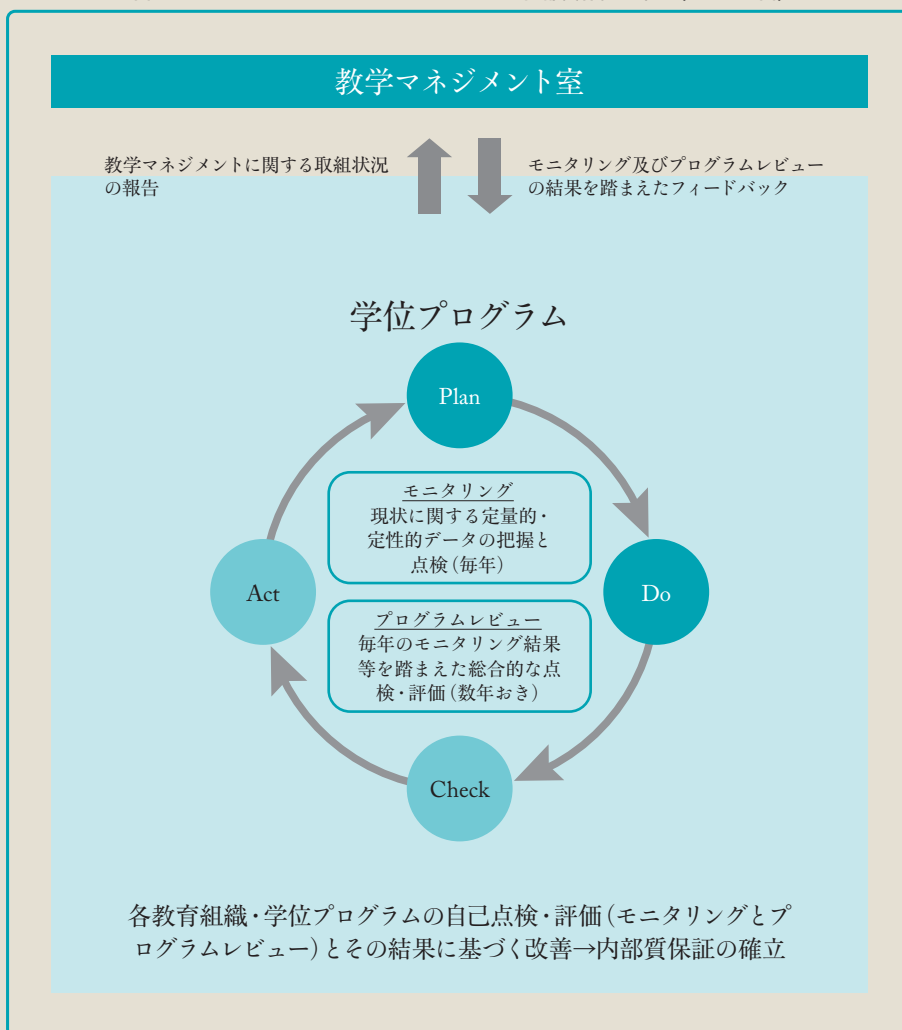 教学マネジメント室
教学マネジメントに関する取組状況
の報告
モニタリング及びプログラムレビュー
の結果を踏まえたフィードバック
学位プログラム
Plan
モニタリング
現状に関する定量的・
定性的データの把握と
点検(毎年)
Act
Do
プログラムレビュー
毎年のモニタリング結果
等を踏まえた総合的な点
検・評価(数年おき)
Check
各教育組織・学位プログラムの自己点検・評価(モニタリングとプ
ログラムレビュー)とその結果に基づく改善→内部質保証の確立